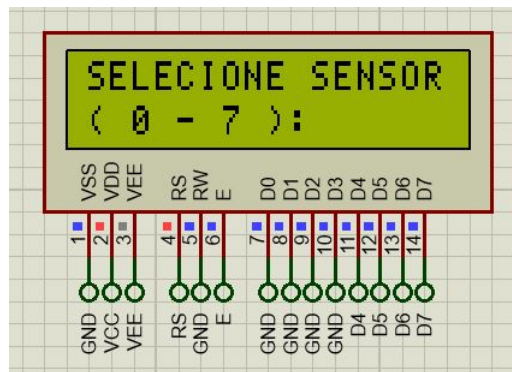 SELECIONE SENSOR
( 0 - 7 ):
VSS VDD VEE RS RW E D0 D1 D2 D3 D4 D5 D6 D7
1 2 3 4 5 6 7 8 9 10 11 12 13 14
GND VCC VEE RS GND E GND GND GND GND D4 D5 D6 D7